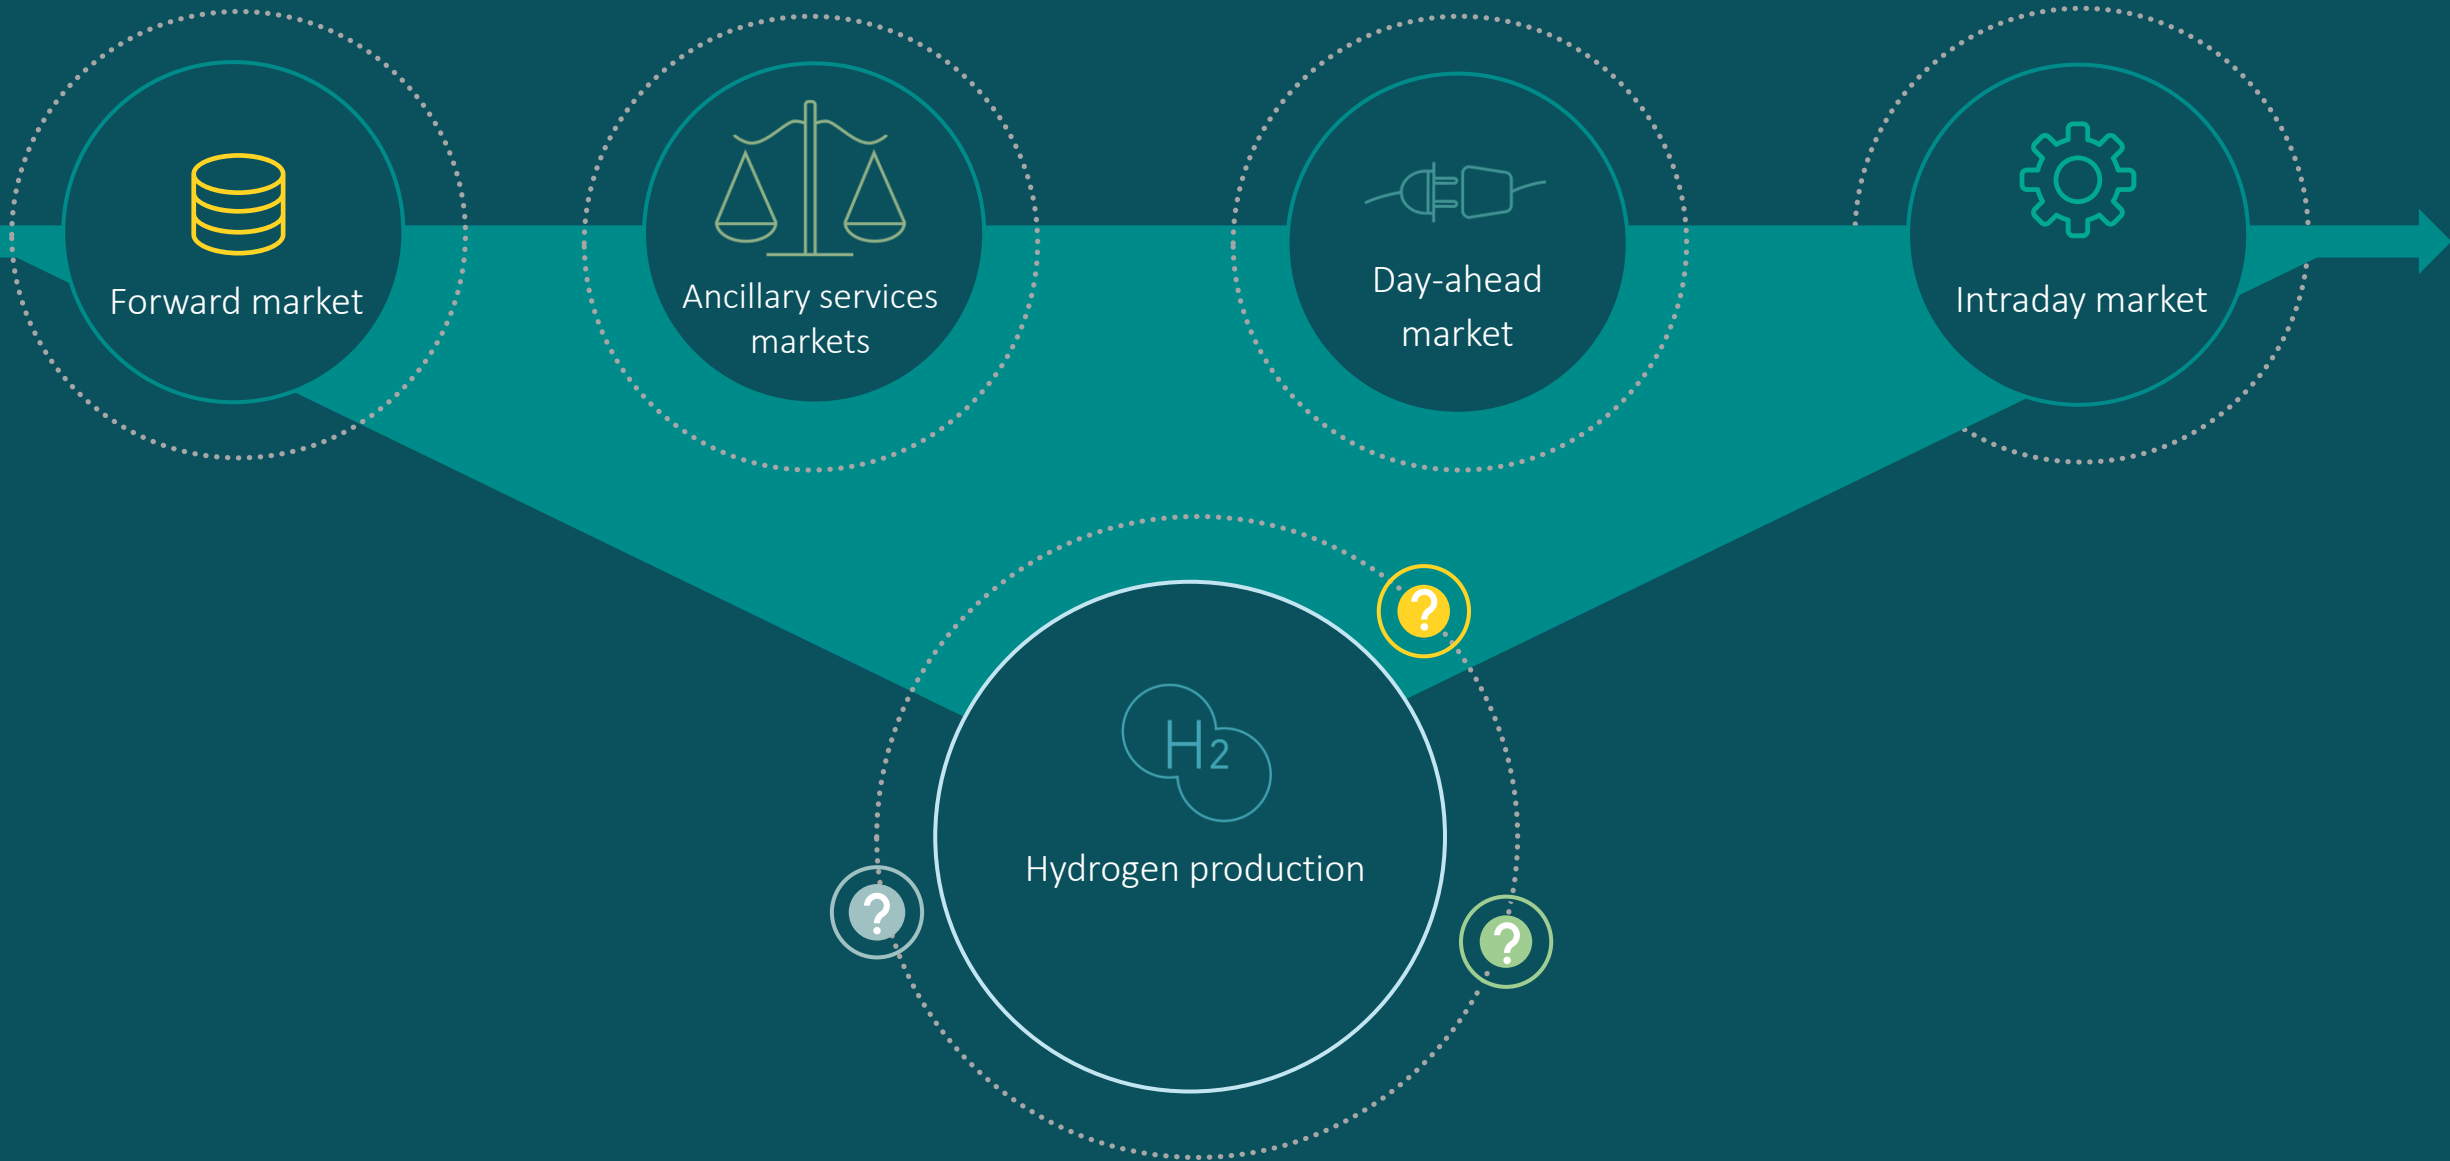 Forward market
Ancillary services
markets
Day-ahead
market
Intraday market
?
H2
Hydrogen production
?
?